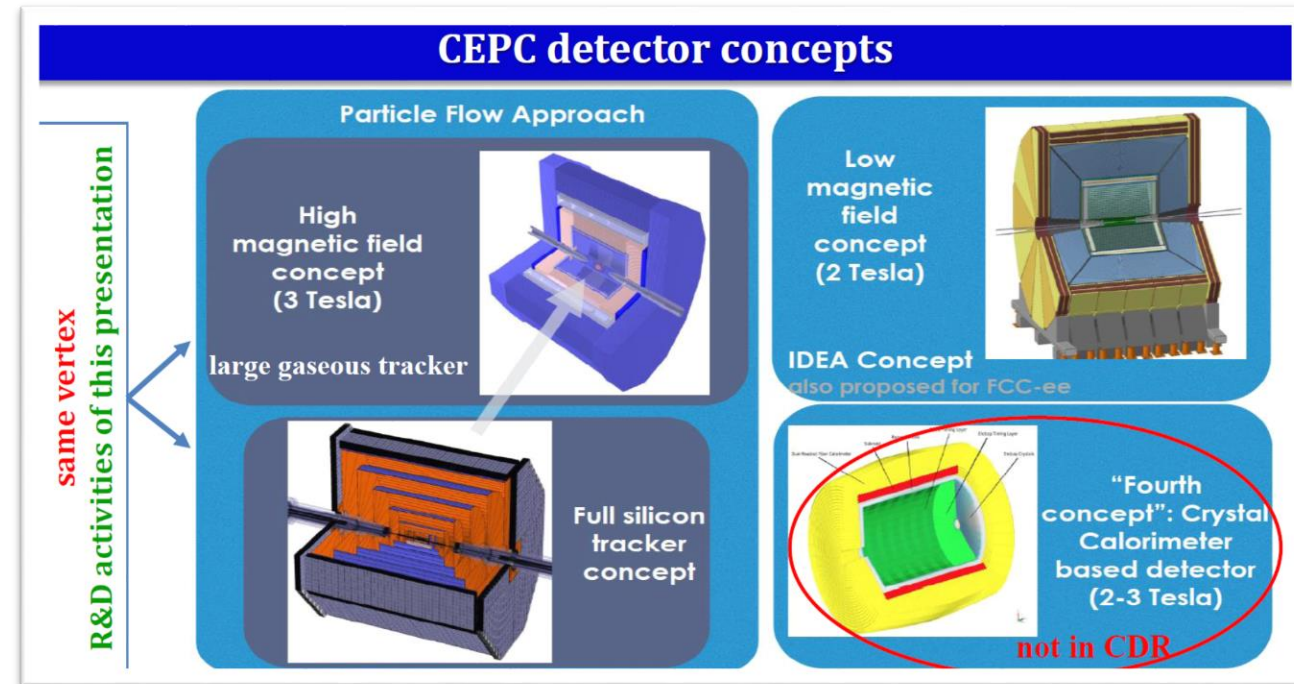 CEPC detector concepts
same vertex
R&D activities of this presentation
Particle Flow Approach
High
magnetic field
concept
(3 Tesla)
large gaseous tracker
Full silicon
tracker
concept
Low
magnetic
field
concept
(2 Tesla)
IDEA Concept
also proposed for FCC-ee
"Fourth
concept": Crystal
Calorimeter
based detector
(2-3 Tesla)
not in CDR